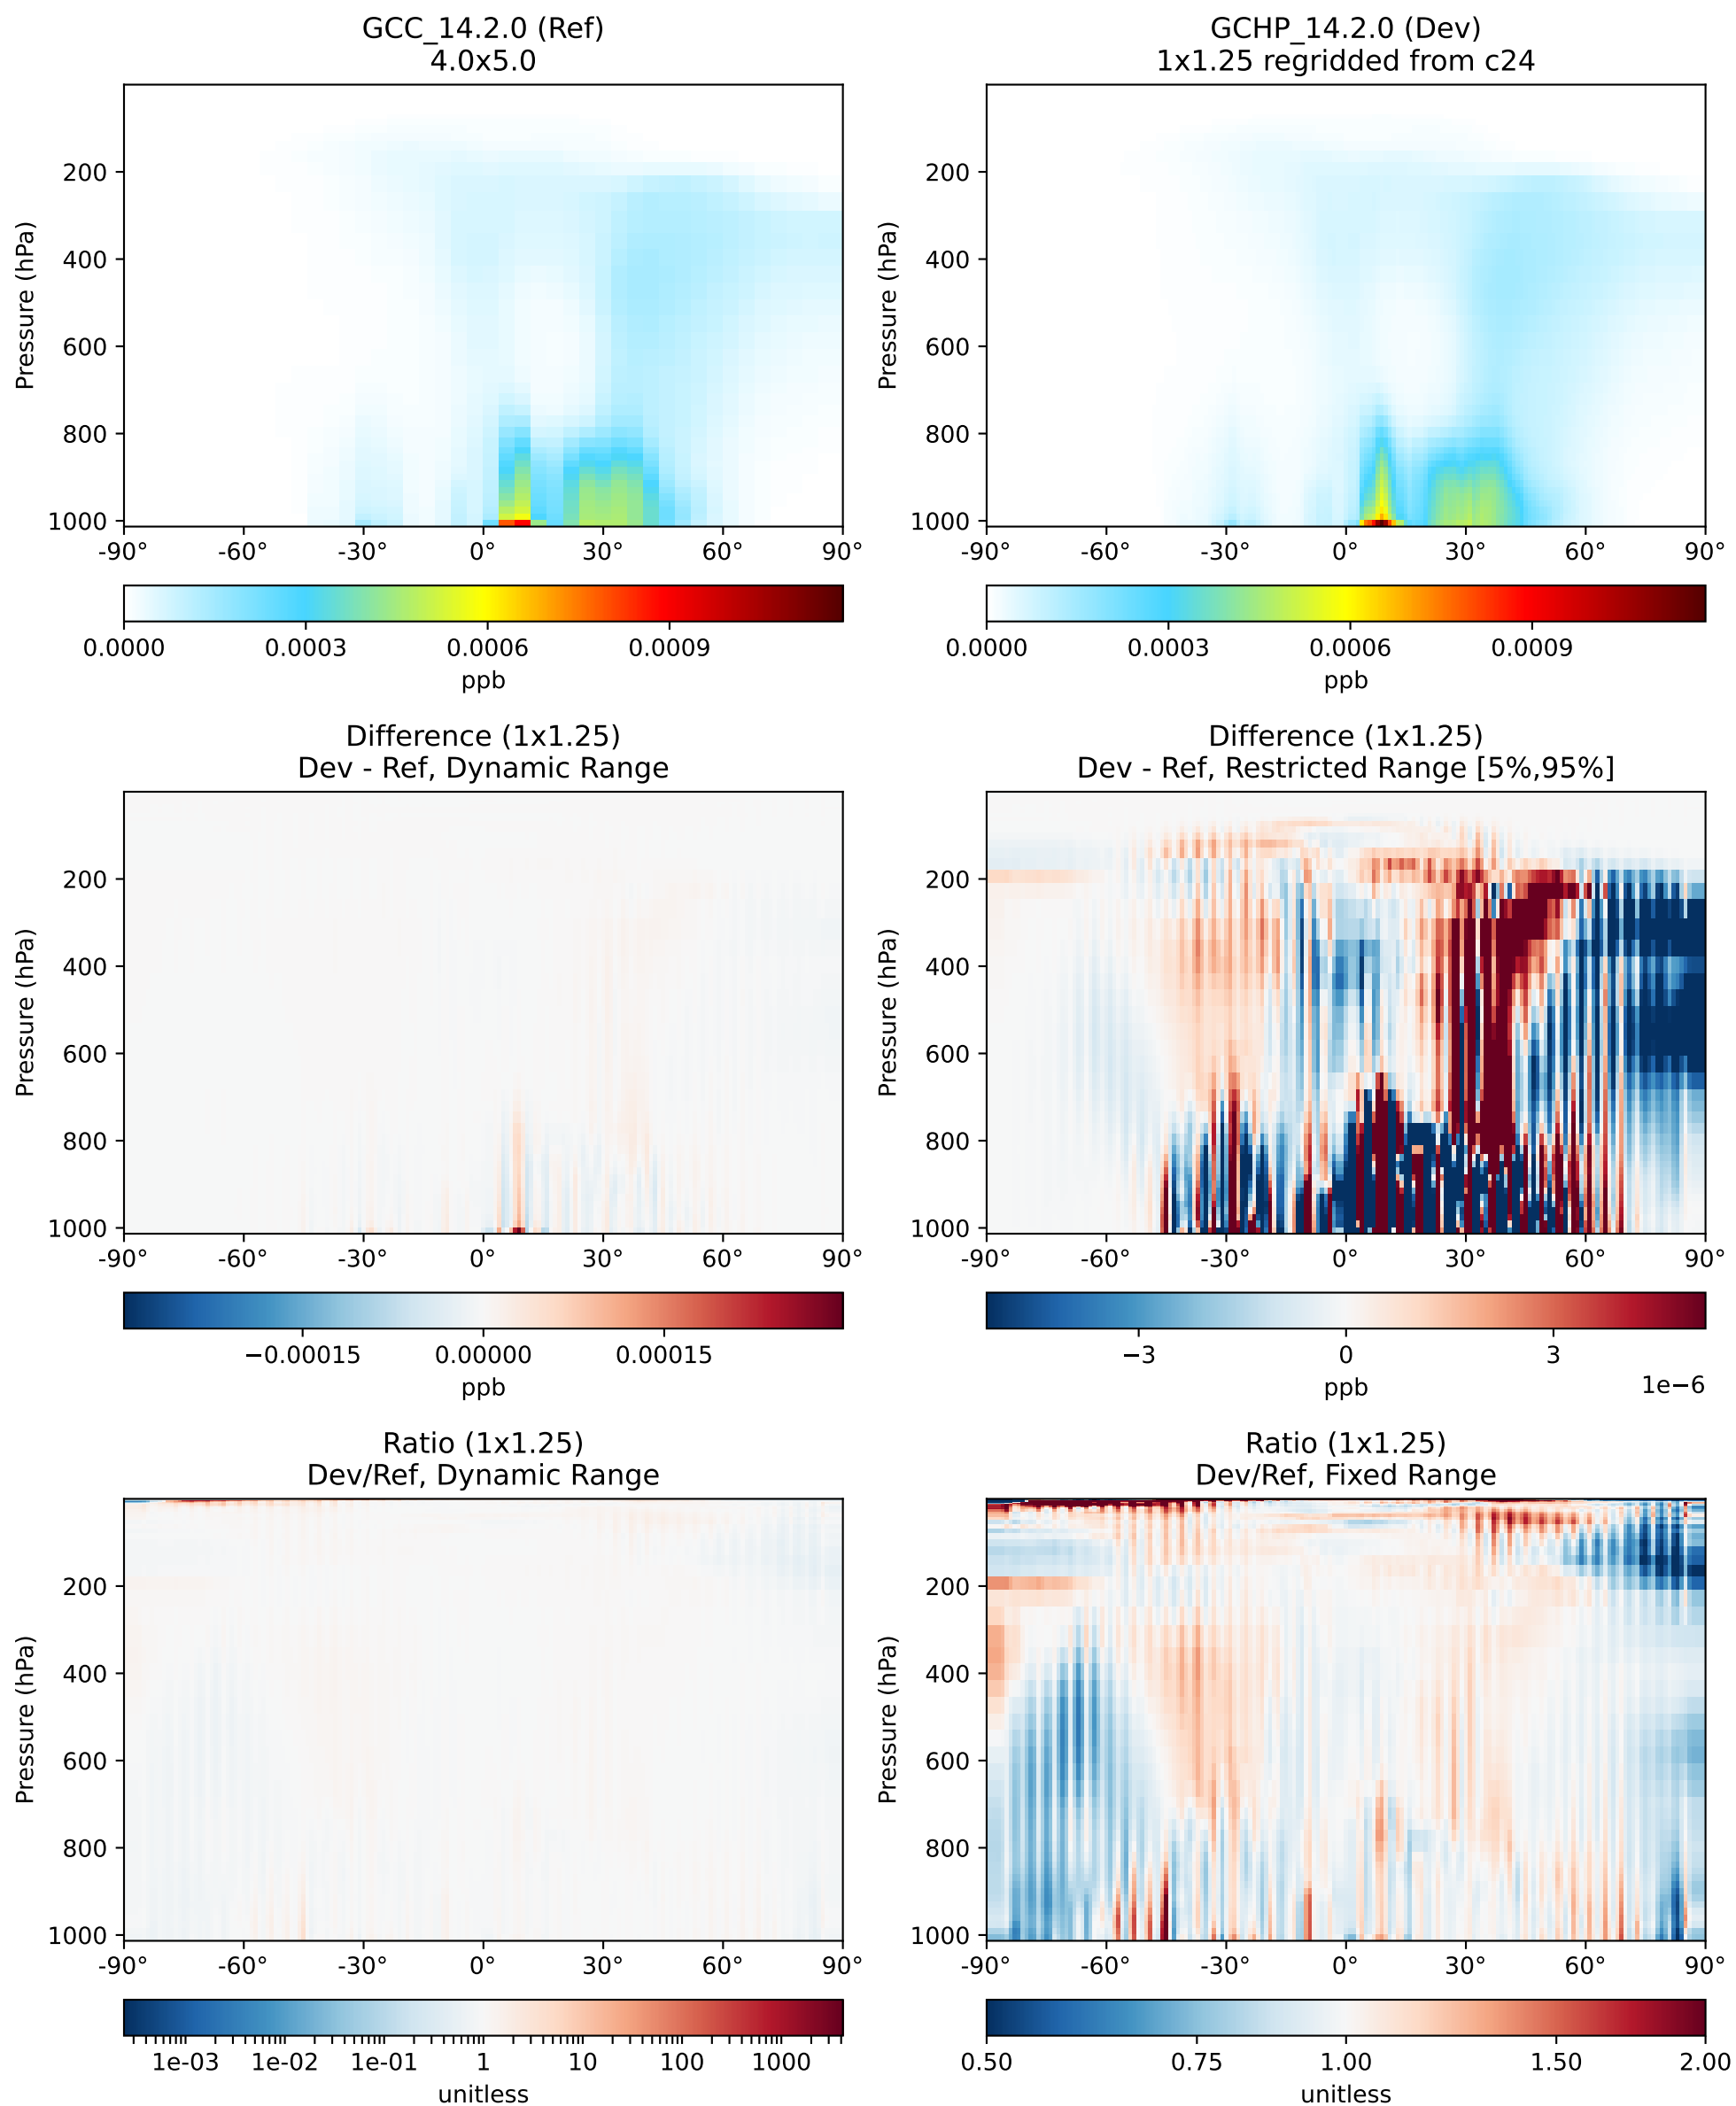 GCC_14.2.0 (Ref)
4.0x5.0
Pressure (hPa)
200
400
600
800
1000
-90° -60° -30° 0° 30° 60° 90°
0.0000 0.0003 0.0006 0.0009
ppb
GCHP_14.2.0 (Dev)
1x1.25 regridded from c24
Pressure (hPa)
200
400
600
800
1000
-90° -60° -30° 0° 30° 60° 90°
0.0000 0.0003 0.0006 0.0009
ppb
Difference (1x1.25)
Dev - Ref, Dynamic Range
Pressure (hPa)
200
400
600
800
1000
-90° -60° -30° 0° 30° 60° 90°
−0.00015 0.00000 0.00015
ppb
Difference (1x1.25)
Dev - Ref, Restricted Range [5%,95%]
Pressure (hPa)
200
400
600
800
1000
-90° -60° -30° 0° 30° 60° 90°
−3 0 3
ppb
1e−6
Ratio (1x1.25)
Dev/Ref, Dynamic Range
Pressure (hPa)
200
400
600
800
1000
-90° -60° -30° 0° 30° 60° 90°
1e-03 1e-02 1e-01 1 10 100 1000
unitless
Ratio (1x1.25)
Dev/Ref, Fixed Range
Pressure (hPa)
200
400
600
800
1000
-90° -60° -30° 0° 30° 60° 90°
0.50 0.75 1.00 1.50 2.00
unitless